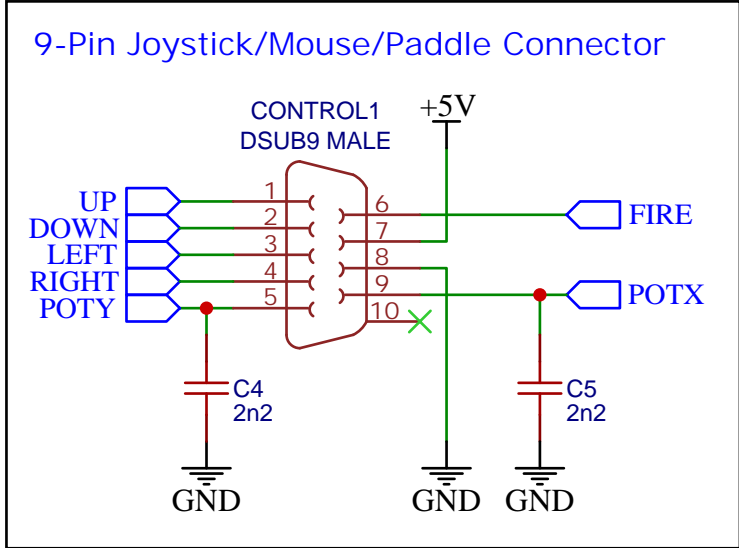 9-Pin Joystick/Mouse/Paddle Connector
CONTROL1
DSUB9 MALE
+5V
UP
DOWN
LEFT
RIGHT
POTY
1
2
3
4
5
6
7
8
9
10
FIRE
POTX
C4
2n2
C5
2n2
GND
GND
GND